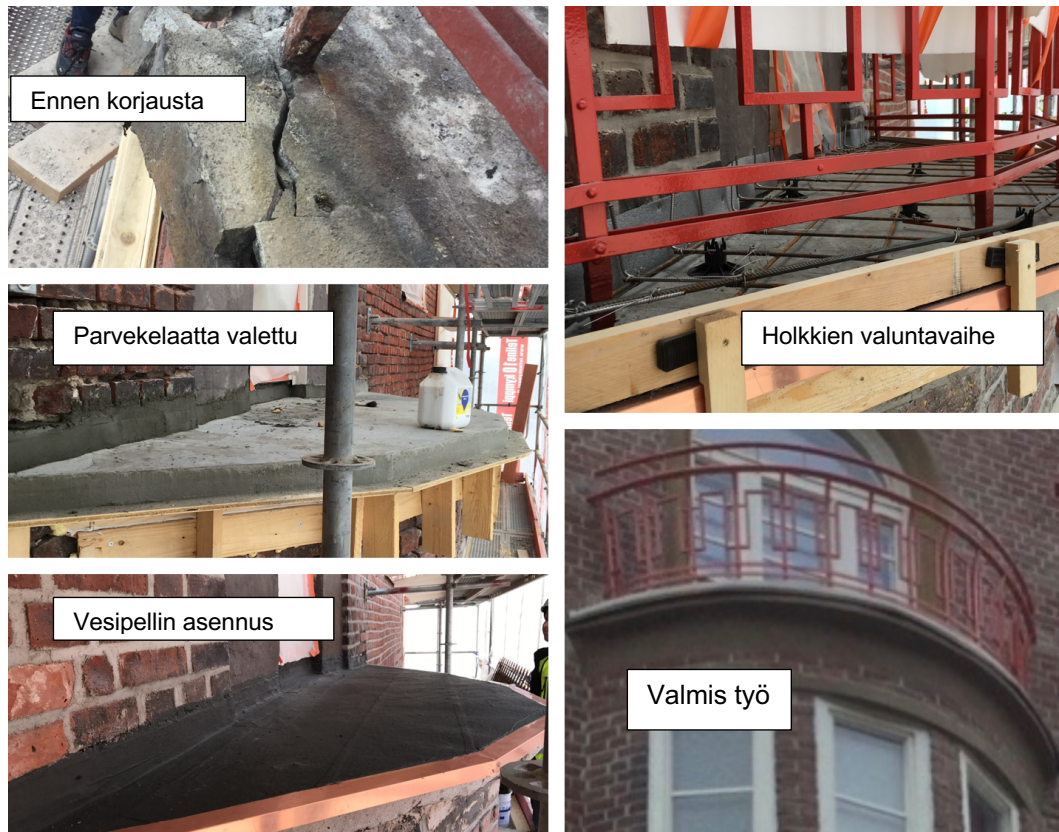 Ennen korjausta
Parvekelaatta valettu
Vesipellin asennus
Holkkien valuntavaihe
Valmis työ